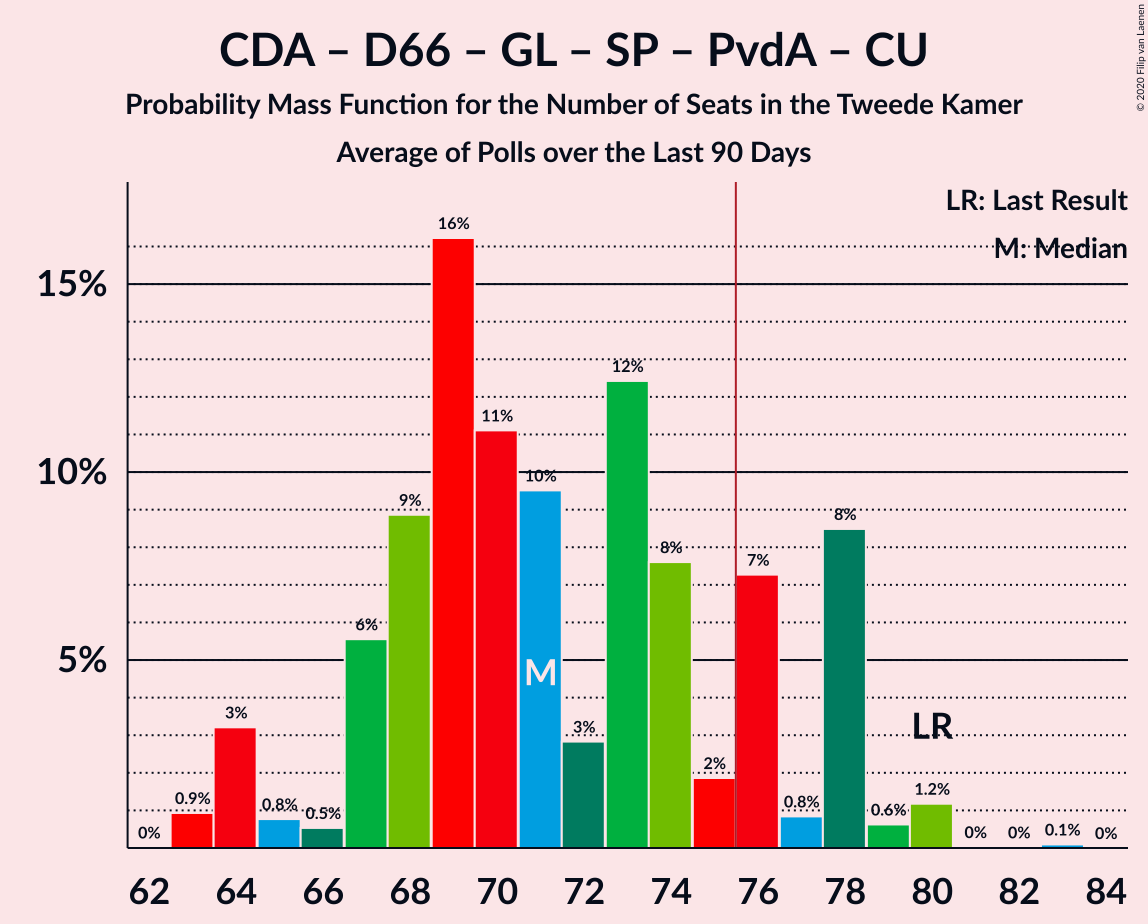 CDA – D66 – GL – SP – PvdA – CU
Probability Mass Function for the Number of Seats in the Tweede Kamer
Average of Polls over the Last 90 Days
© 2020 Filip van Laenen
LR: Last Result
M: Median
15%
10%
5%
0%
0.9%
3%
0.8%
0.5%
6%
9%
16%
11%
10%
3%
12%
8%
2%
7%
0.8%
8%
0.6%
1.2%
0%
0%
0.1%
0%
M
LR
62 64 66 68 70 72 74 76 78 80 82 84